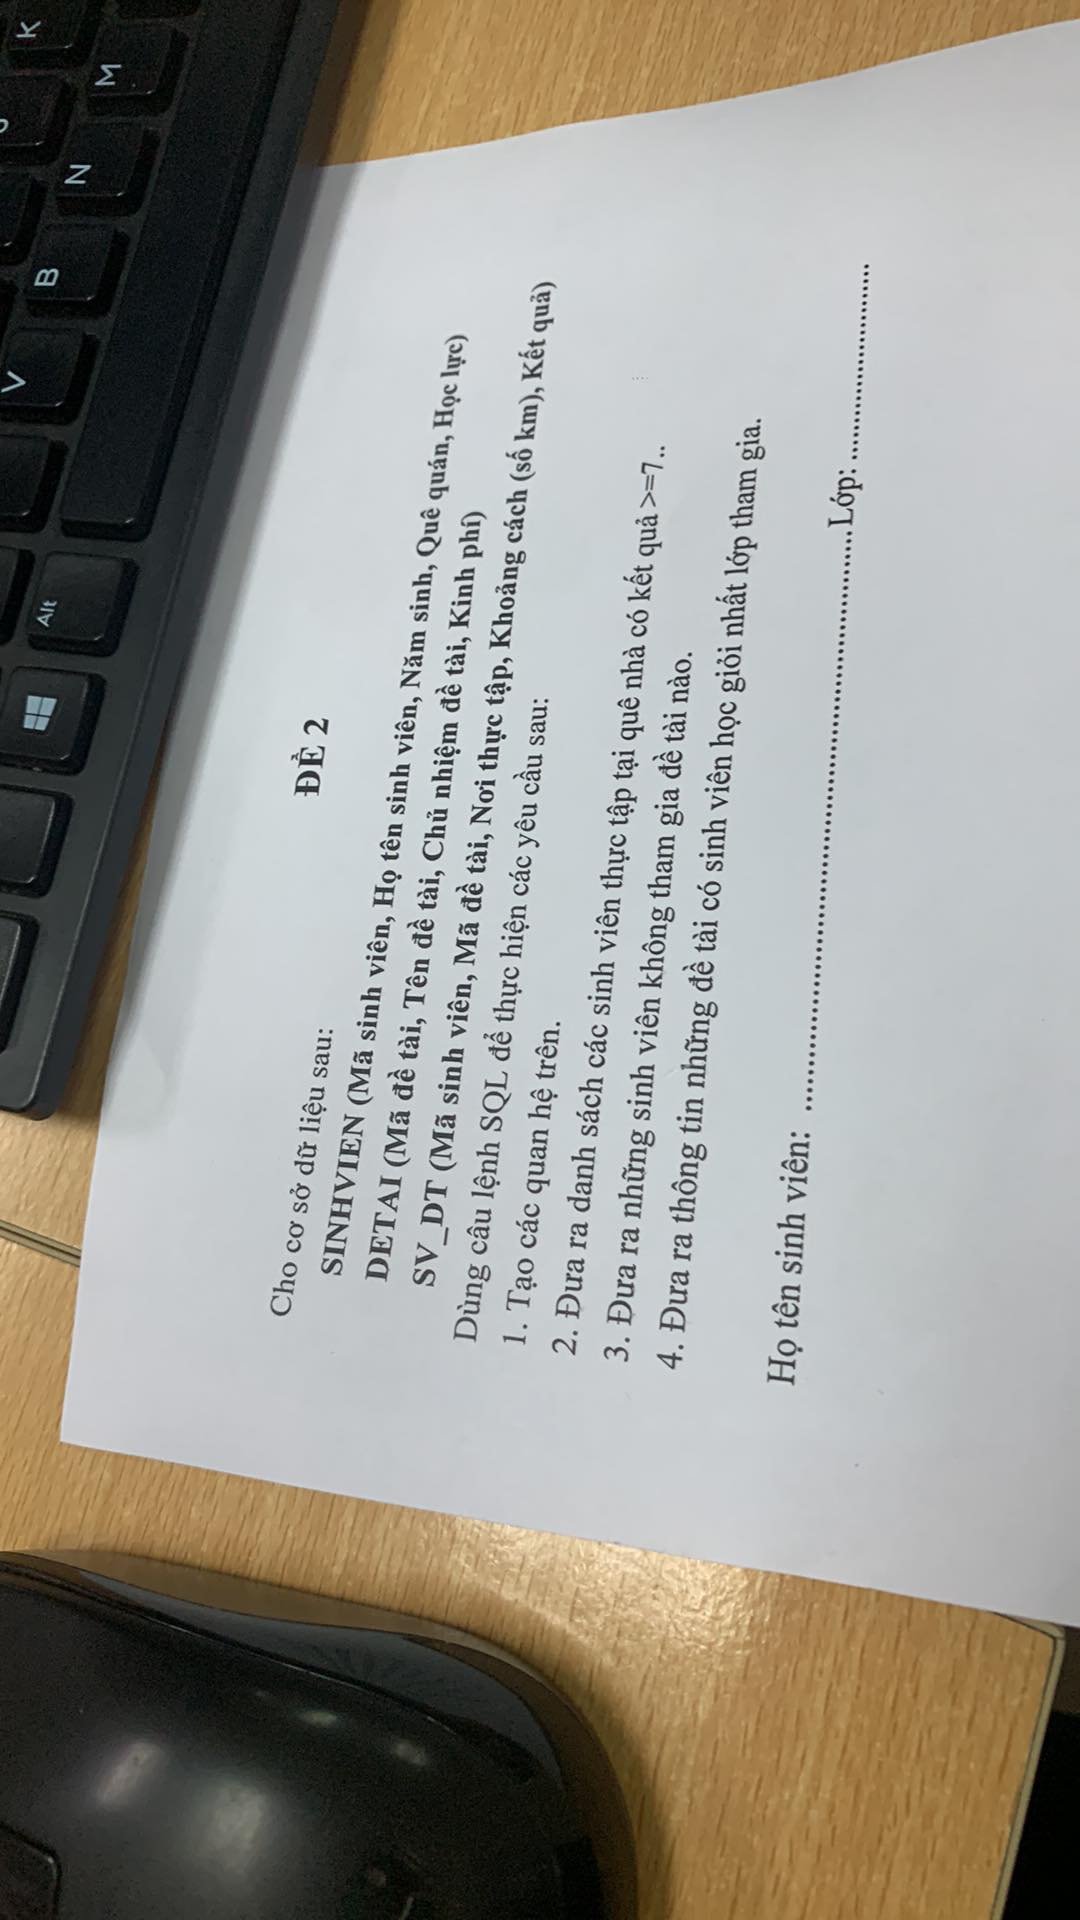 Alt
V
B
N
M
K
ĐỀ 2
Cho cơ sở dữ liệu sau:
SINHVIEN (Mã sinh viên, Họ tên sinh viên, Năm sinh, Quê quán, Học lực)
DETAI (Mã đề tài, Tên đề tài, Chủ nhiệm đề tài, Kinh phí)
SV_DT (Mã sinh viên, Mã đề tài, Nơi thực tập, Khoảng cách (số km), Kết quả)
Dùng câu lệnh SQL để thực hiện các yêu cầu sau:
1. Tạo các quan hệ trên.
2. Đưa ra danh sách các sinh viên thực tập tại quê nhà có kết quả >=7..
3. Đưa ra những sinh viên không tham gia đề tài nào.
4. Đưa ra thông tin những đề tài có sinh viên học giỏi nhất lớp tham gia.
Họ tên sinh viên: ................................................................ Lớp: ...........................